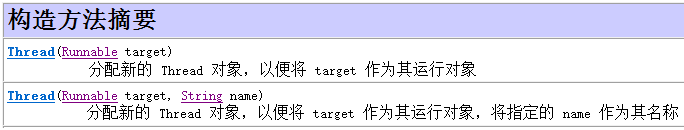 构造方法摘要
Thread(Runnable target)
分配新的 Thread 对象，以便将 target 作为其运行对象
Thread(Runnable target, String name)
分配新的 Thread 对象，以便将 target 作为其运行对象，将指定的 name 作为其名称